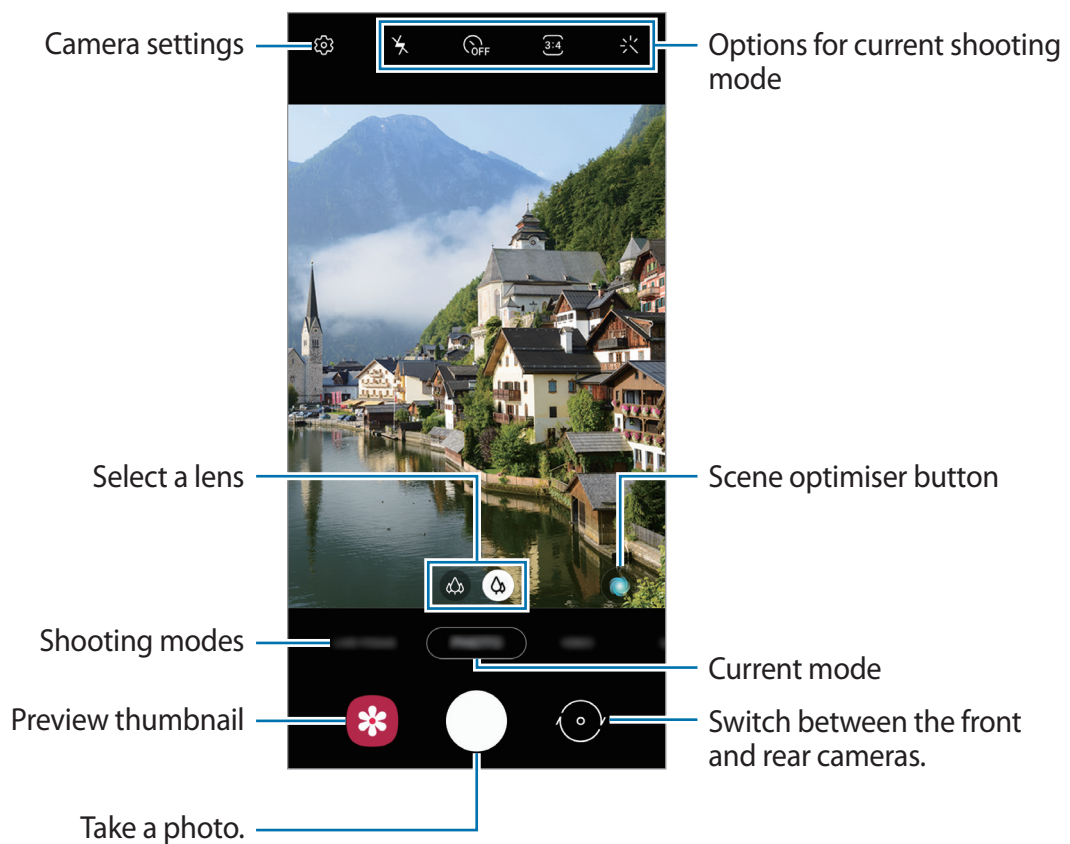 Camera settings
OFF
3:4
Options for current shooting
mode
Select a lens
Scene optimiser button
Shooting modes
Current mode
Preview thumbnail
Switch between the front
and rear cameras.
Take a photo.